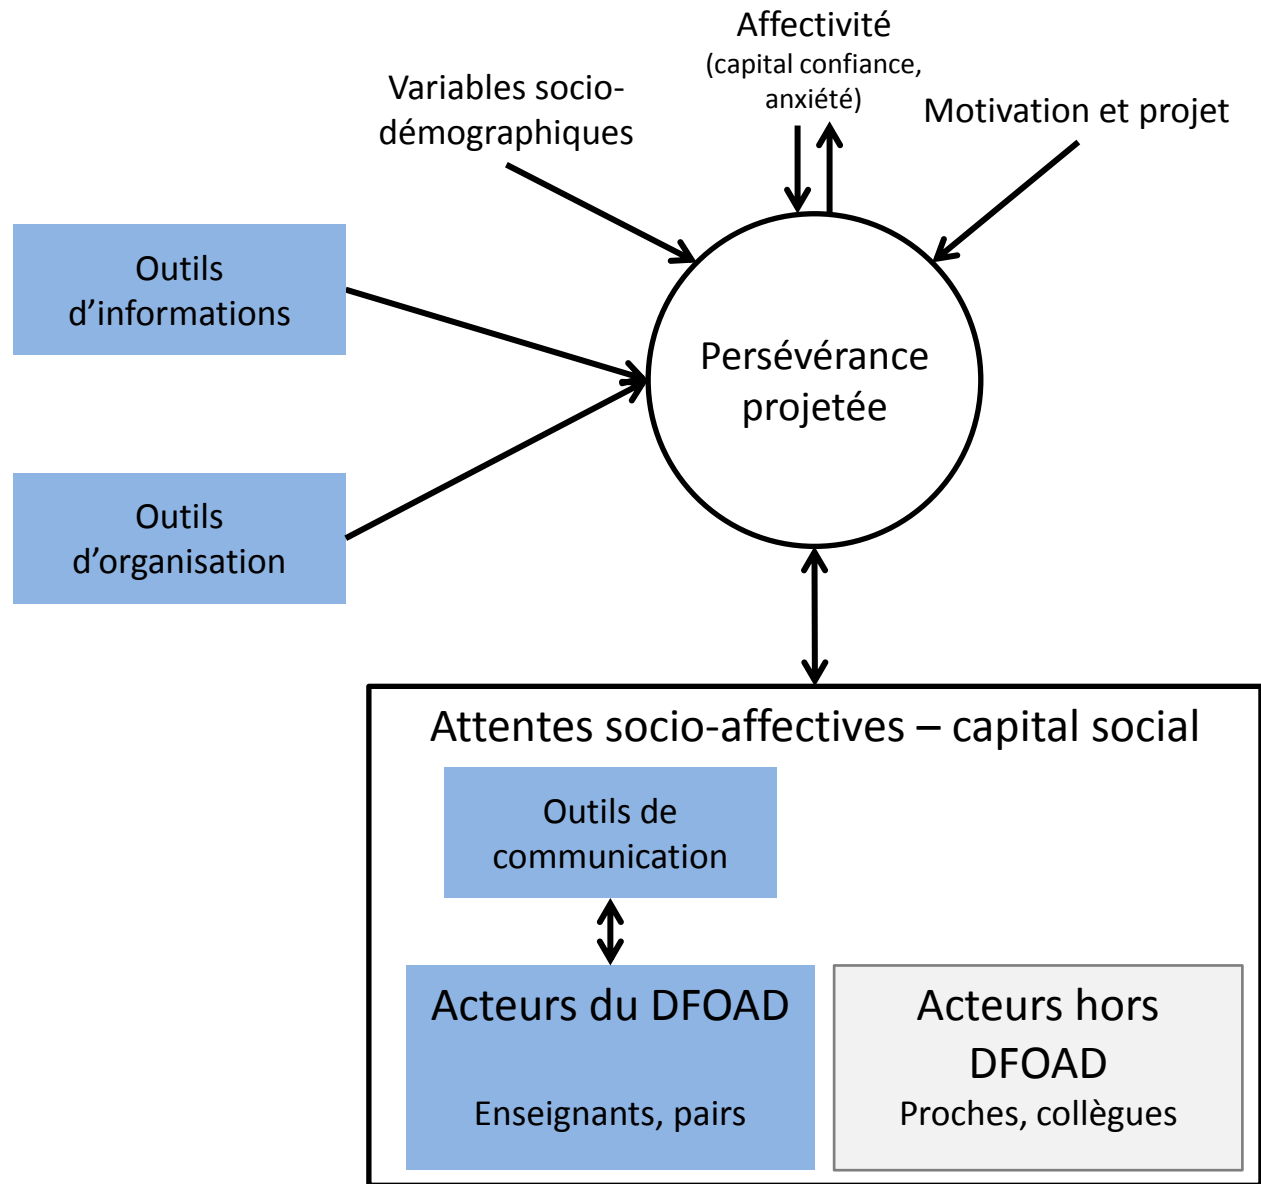 Affectivité
(capital confiance,
anxiété)
Variables socio-
démographiques
Motivation et projet
Outils
d’informations
Persévérance
projetée
Outils
d’organisation
Attentes socio-affectives – capital social
Outils de
communication
Acteurs du DFOAD
Enseignants, pairs
Acteurs hors
DFOAD
Proches, collègues